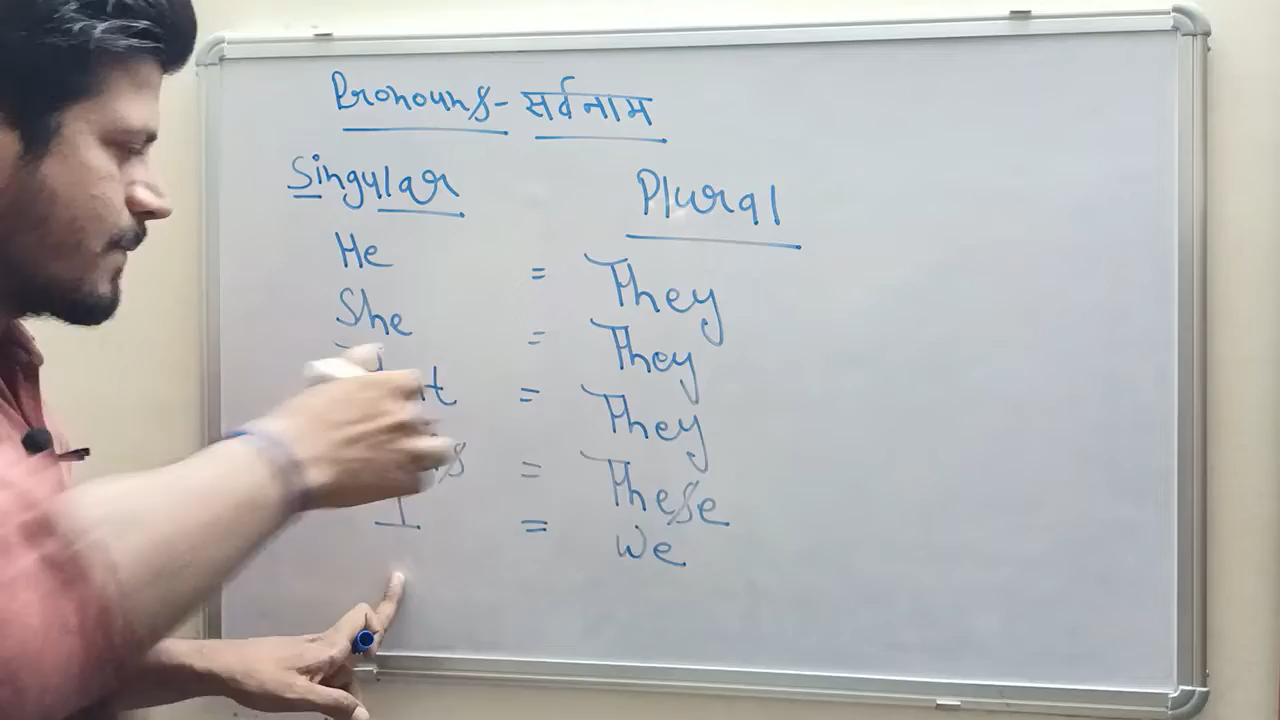 Pronouns - सर्वनाम
Singular Plural
He = They
She = They
= They
= These
I = We